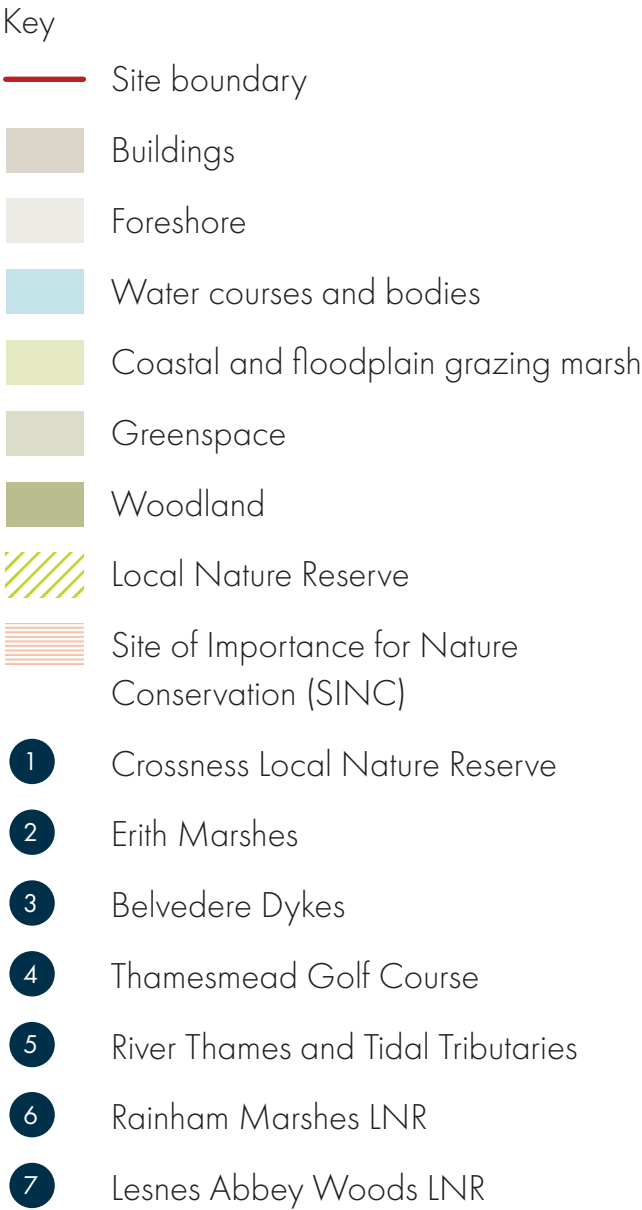 Key
Site boundary
Buildings
Foreshore
Water courses and bodies
Coastal and floodplain grazing marsh
Greenspace
Woodland
Local Nature Reserve
Site of Importance for Nature
Conservation (SINC)
1 Crossness Local Nature Reserve
2 Erith Marshes
3 Belvedere Dykes
4 Thamesmead Golf Course
5 River Thames and Tidal Tributaries
6 Rainham Marshes LNR
7 Lesnes Abbey Woods LNR